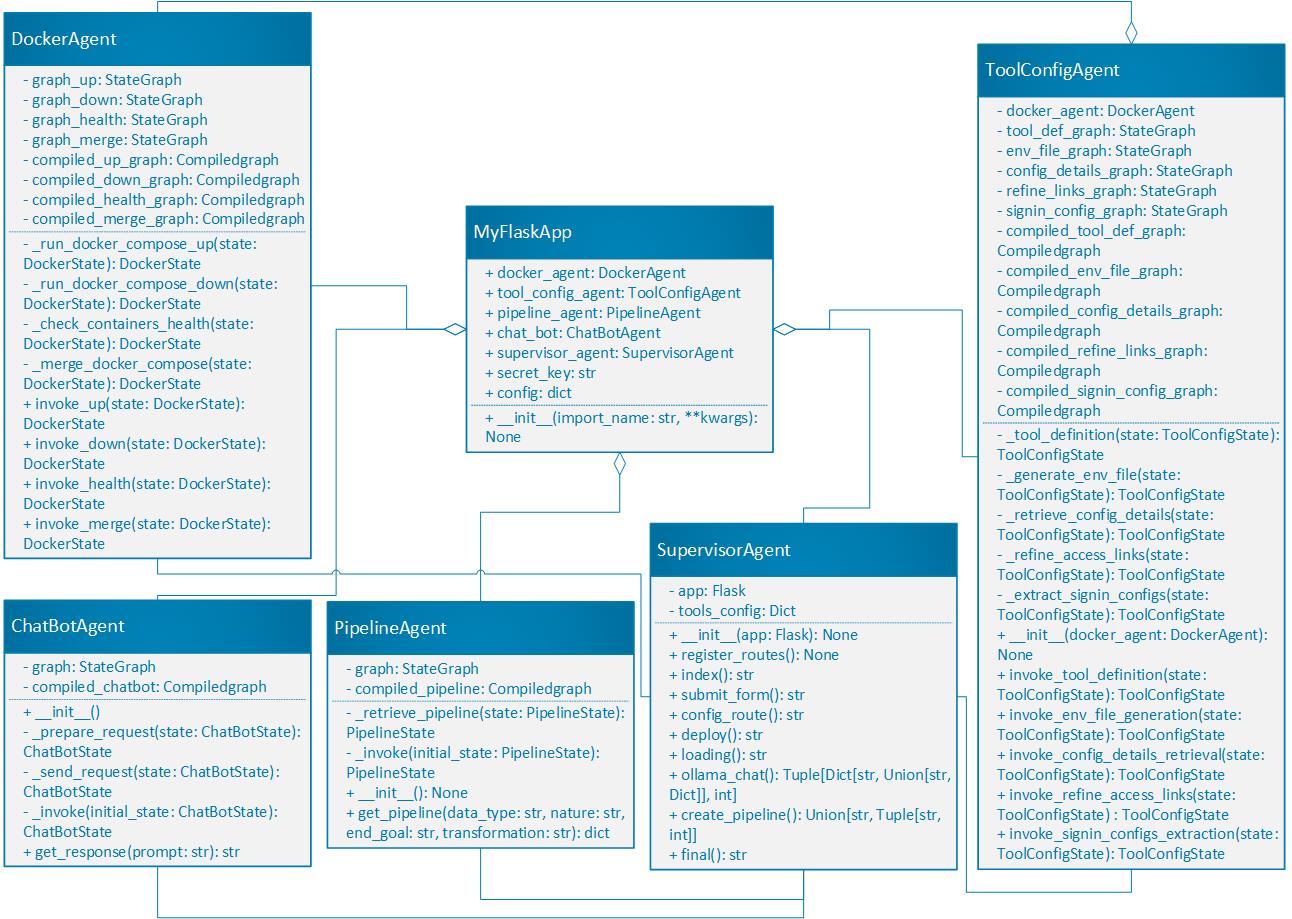 DockerAgent
- graph_up: StateGraph
- graph_down: StateGraph
- graph_health: StateGraph
- graph_merge: StateGraph
- compiled_up_graph: Compiledgraph
- compiled_down_graph: Compiledgraph
- compiled_health_graph: Compiledgraph
- compiled_merge_graph: Compiledgraph
- _run_docker_compose_up(state:
DockerState): DockerState
- _run_docker_compose_down(state:
DockerState): DockerState
- _check_containers_health(state:
DockerState): DockerState
- _merge_docker_compose(state:
DockerState): DockerState
+ invoke_up(state: DockerState):
DockerState
+ invoke_down(state: DockerState):
DockerState
+ invoke_health(state: DockerState):
DockerState
+ invoke_merge(state: DockerState):
DockerState
MyFlaskApp
+ docker_agent: DockerAgent
+ tool_config_agent: ToolConfigAgent
+ pipeline_agent: PipelineAgent
+ chat_bot: ChatBotAgent
+ supervisor_agent: SupervisorAgent
+ secret_key: str
+ config: dict
+ __init__(import_name: str, **kwargs):
None
ToolConfigAgent
- docker_agent: DockerAgent
- tool_def_graph: StateGraph
- env_file_graph: StateGraph
- config_details_graph: StateGraph
- refine_links_graph: StateGraph
- signin_config_graph: StateGraph
- compiled_tool_def_graph:
Compiledgraph
- compiled_env_file_graph:
Compiledgraph
- compiled_config_details_graph:
Compiledgraph
- compiled_refine_links_graph:
Compiledgraph
- compiled_signin_config_graph:
Compiledgraph
- _tool_definition(state: ToolConfigState):
ToolConfigState
- _generate_env_file(state:
ToolConfigState): ToolConfigState
- _retrieve_config_details(state:
ToolConfigState): ToolConfigState
- _refine_access_links(state:
ToolConfigState): ToolConfigState
- _extract_signin_configs(state:
ToolConfigState): ToolConfigState
+ __init__(docker_agent: DockerAgent):
None
+ invoke_tool_definition(state:
ToolConfigState): ToolConfigState
+ invoke_env_file_generation(state:
ToolConfigState): ToolConfigState
+ invoke_config_details_retrieval(state:
ToolConfigState): ToolConfigState
+ invoke_refine_access_links(state:
ToolConfigState) : ToolConfigState
+ invoke_signin_configs_extraction(state:
ToolConfigState): ToolConfigState
ChatBotAgent
- graph: StateGraph
- compiled_chatbot: Compiledgraph
+ __init__()
- _prepare_request(state: ChatBotState):
ChatBotState
- _send_request(state: ChatBotState):
ChatBotState
- _invoke(initial_state: ChatBotState):
ChatBotState
+ get_response(prompt: str): str
PipelineAgent
- graph: StateGraph
- compiled_pipeline: Compiledgraph
- _retrieve_pipeline(state: PipelineState):
PipelineState
- _invoke(initial_state: PipelineState):
PipelineState
+ __init__(): None
+ get_pipeline(data_type: str, nature: str,
end_goal: str, transformation: str): dict
SupervisorAgent
- app: Flask
- tools_config: Dict
+ __init__(app: Flask): None
+ register_routes(): None
+ index(): str
+ submit_form(): str
+ config_route(): str
+ deploy(): str
+ loading(): str
+ ollama_chat(): Tuple[Dict[str, Union[str,
Dict]], int]
+ create_pipeline(): Union[str, Tuple[str,
int]]
+ final(): str